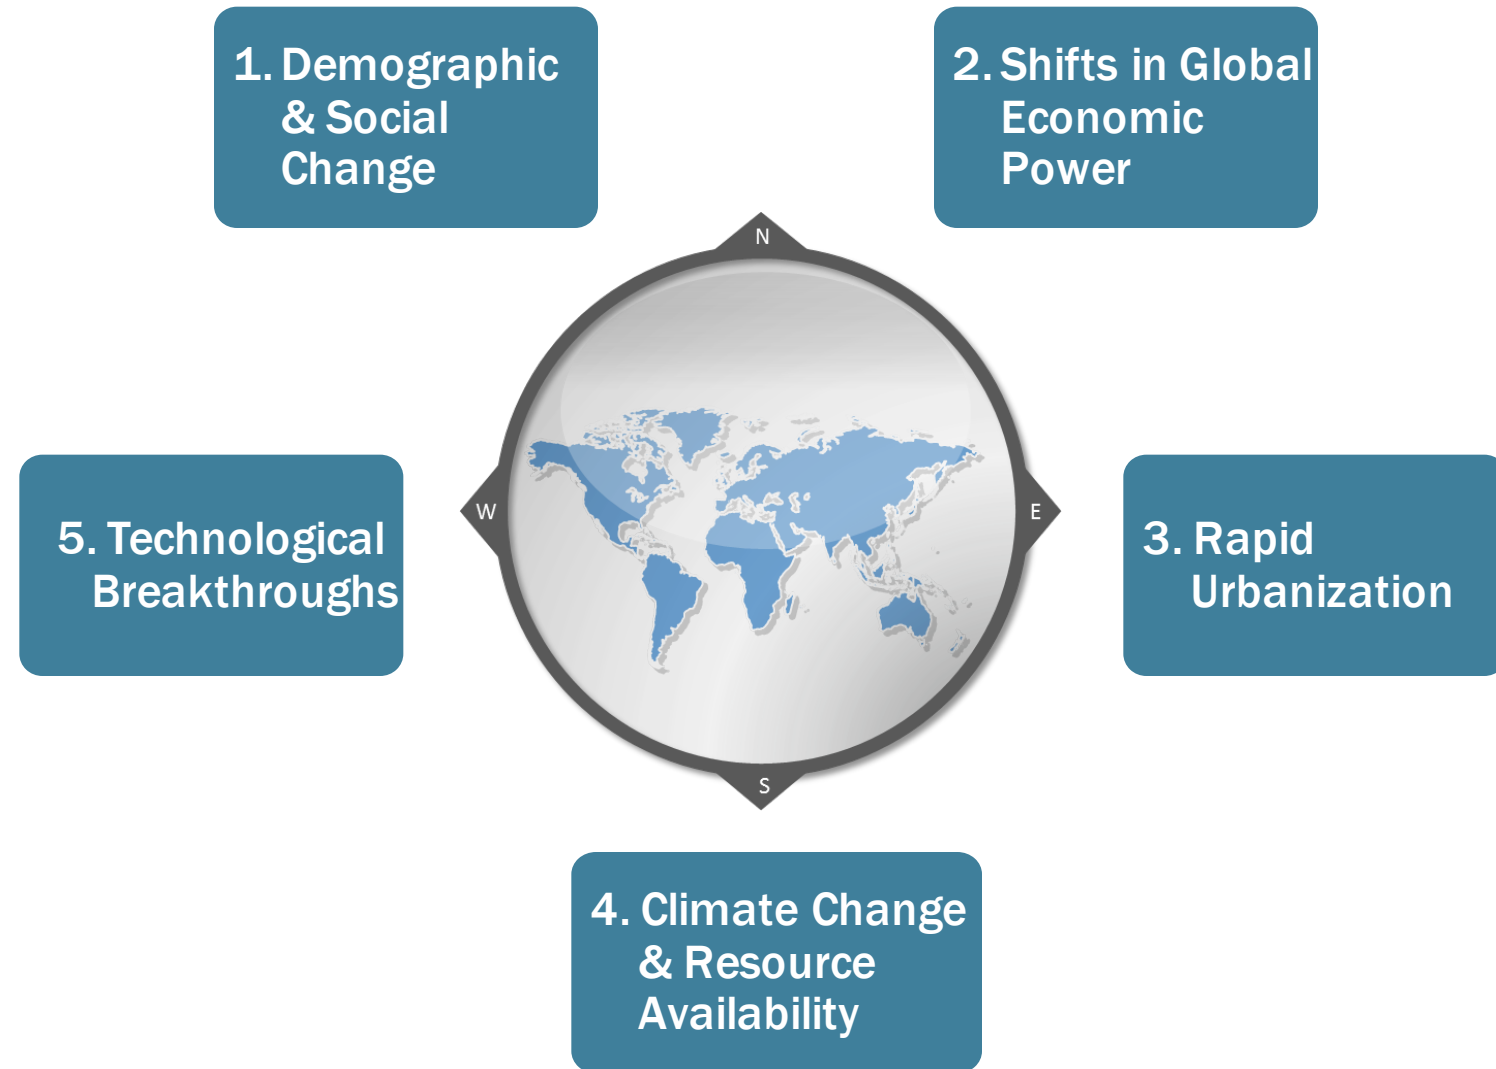 1. Demographic
& Social
Change
2. Shifts in Global
Economic
Power
N
W
E
S
5. Technological
Breakthroughs
3. Rapid
Urbanization
4. Climate Change
& Resource
Availability